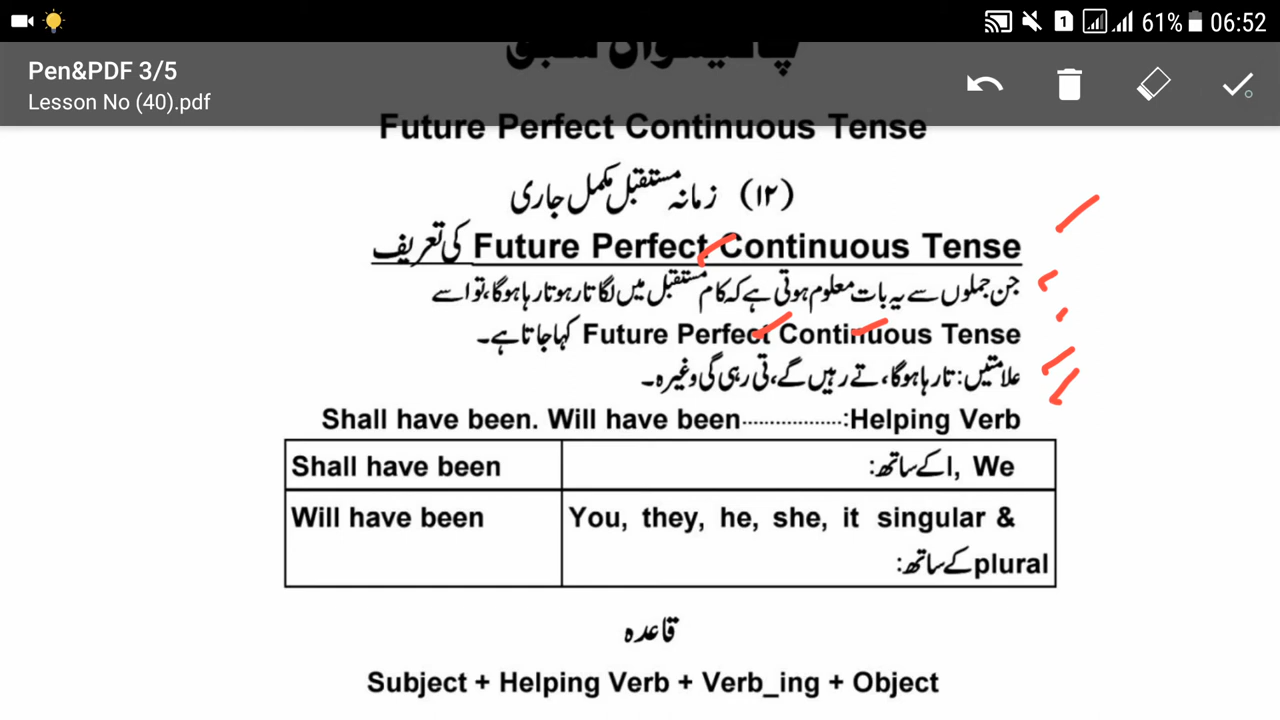 61% 06:52
Pen&PDF 3/5
Lesson No (40).pdf
چالیسواں سبق
Future Perfect Continuous Tense
(۱۲) زمانہ مستقبل مکمل جاری
Future Perfect Continuous Tense کی تعریف
جن جملوں سے یہ بات معلوم ہوتی ہے کہ کام مستقبل میں لگاتار ہوتا رہا ہوگا، تو اسے
Future Perfect Continuous Tense کہا جاتا ہے۔
علامتیں: تا رہا ہوگا، تے رہیں گے، تی رہی گی وغیرہ۔
Shall have been. Will have been..................:Helping Verb
Shall have been I, We کے ساتھ:
Will have been You, they, he, she, it singular &
plural کے ساتھ:
قاعدہ
Subject + Helping Verb + Verb_ing + Object